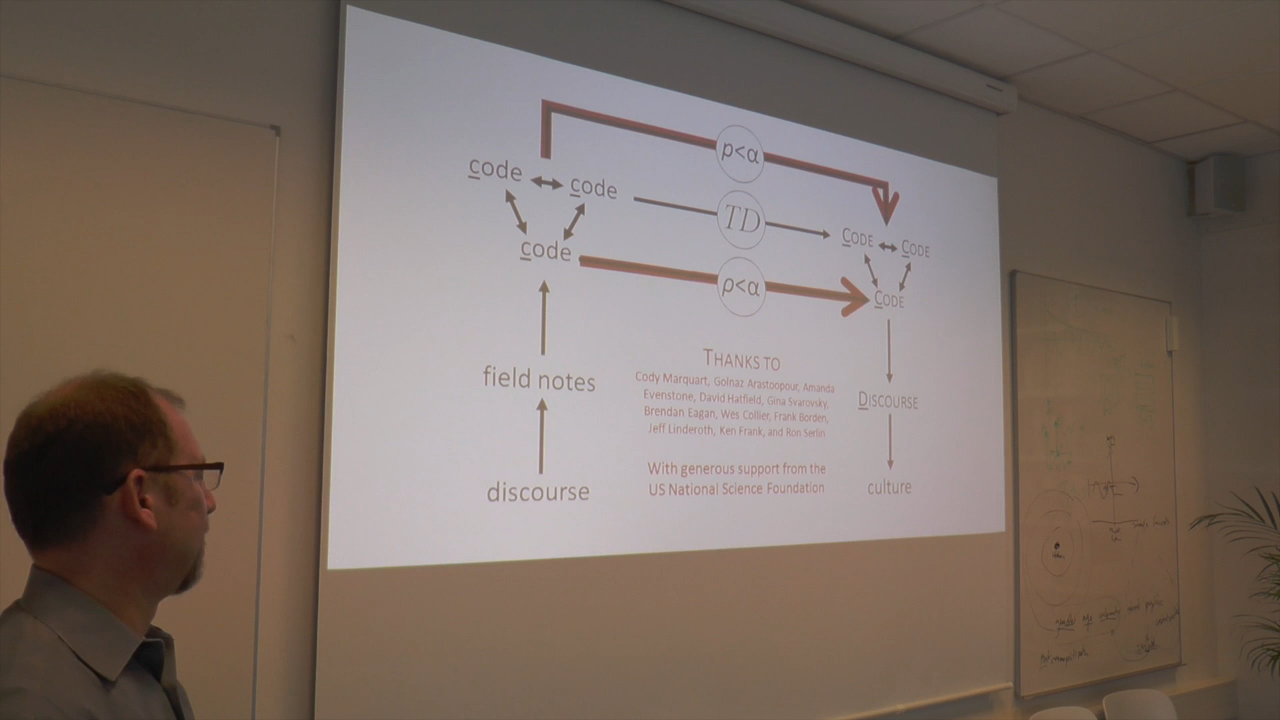 p<α
code
code
TD
CODE
CODE
code
ρ<α
CODE
THANKS TO
field notes
Cody Marquart, Golnaz Arastoopour, Amanda
Evenstone, David Hatfield, Gina Svarovsky,
Brendan Eagan, Wes Collier, Frank Borden,
Jeff Linderoth, Ken Frank, and Ron Serlin
DISCOURSE
With generous support from the
US National Science Foundation
discourse
culture